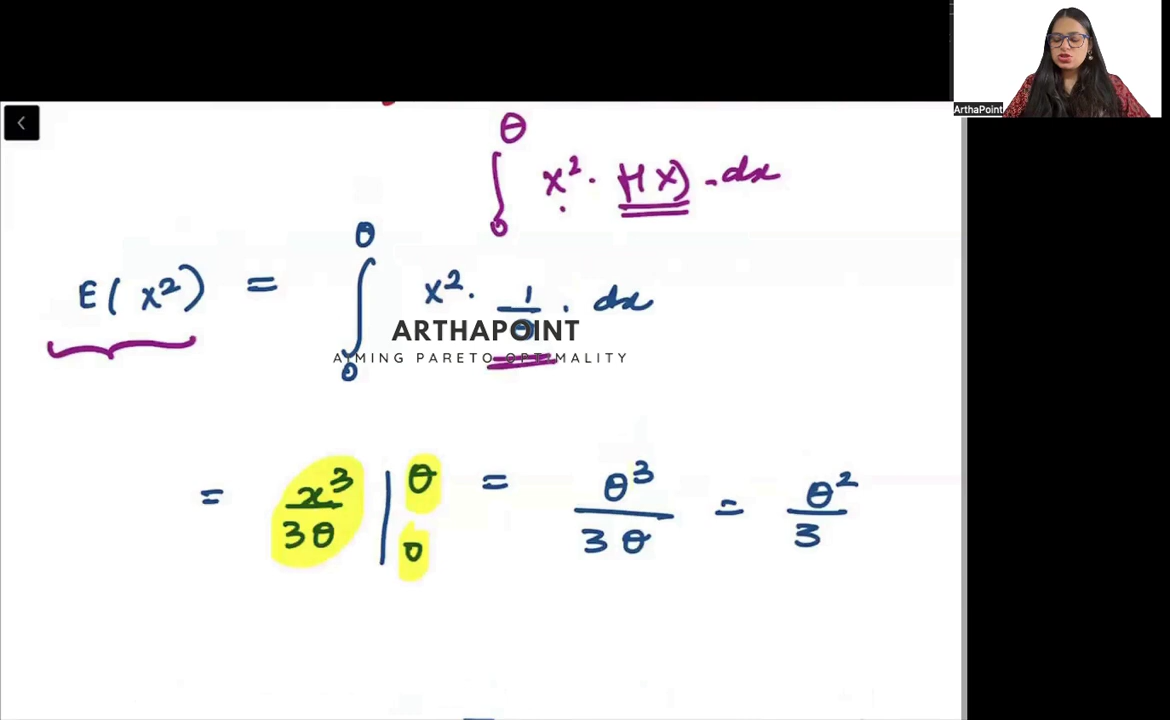 ArthaPoint
θ
∫ x². f(x) . dx
0
θ
E( x²) = ∫ x². 1/θ . dx
0
ARTHAPOINT
AIMING PARETO OPTIMALITY
= x³/3θ |₀^θ = θ³/3θ = θ²/3